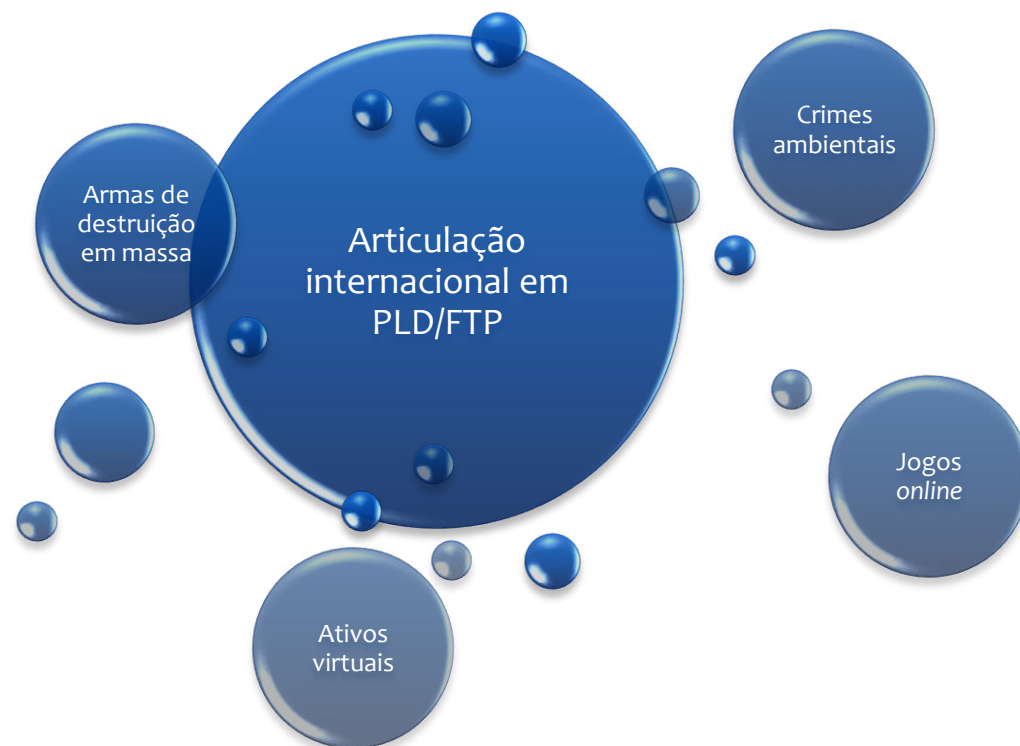 Crimes
ambientais
Armas de
destruição
em massa
Articulação
internacional em
PLD/FTP
Jogos
online
Ativos
virtuais